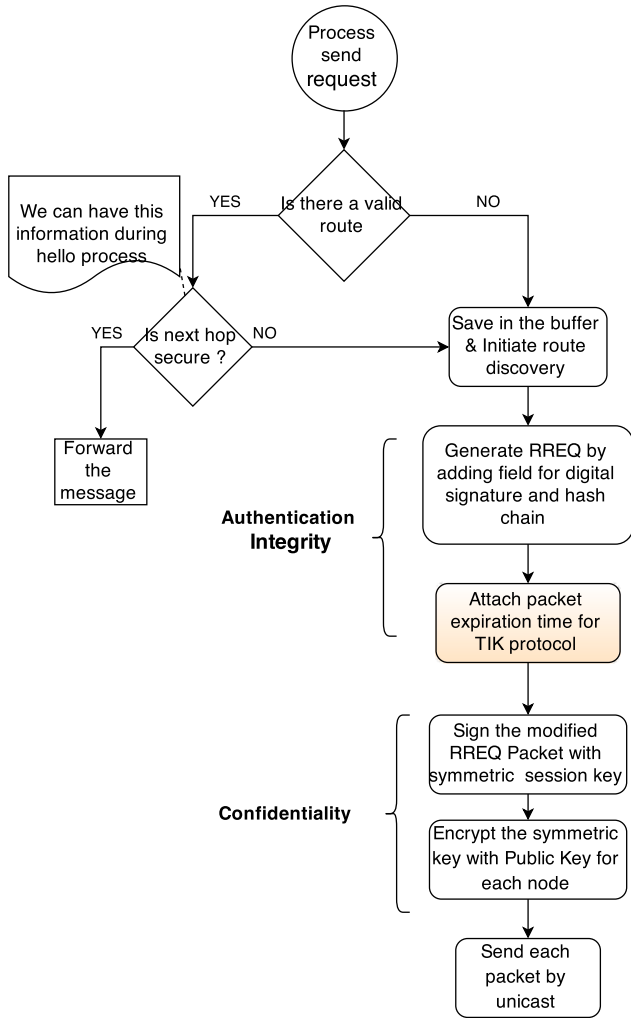 Process
send
request
Is there a valid
route
YES
NO
We can have this
information during
hello process
Is next hop
secure ?
YES
NO
Save in the buffer
& Initiate route
discovery
Forward
the
message
Generate RREQ by
adding field for digital
signature and hash
chain
Authentication
Integrity
Attach packet
expiration time for
TIK protocol
Sign the modified
RREQ Packet with
symmetric session key
Confidentiality
Encrypt the symmetric
key with Public Key for
each node
Send each
packet by
unicast